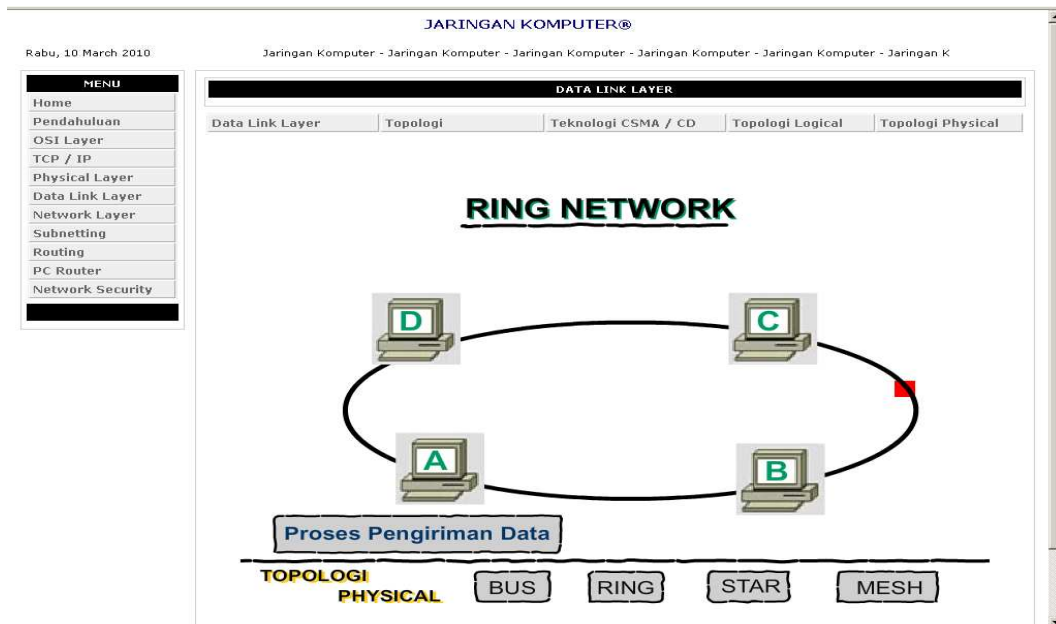 JARINGAN KOMPUTER®
Rabu, 10 March 2010
Jaringan Komputer - Jaringan Komputer - Jaringan Komputer - Jaringan Komputer - Jaringan Komputer - Jaringan K
MENU
Home
Pendahuluan
OSI Layer
TCP / IP
Physical Layer
Data Link Layer
Network Layer
Subnetting
Routing
PC Router
Network Security
DATA LINK LAYER
Data Link Layer
Topologi
Teknologi CSMA / CD
Topologi Logical
Topologi Physical
RING NETWORK
D
C
A
B
Proses Pengiriman Data
TOPOLOGI
PHYSICAL
BUS
RING
STAR
MESH